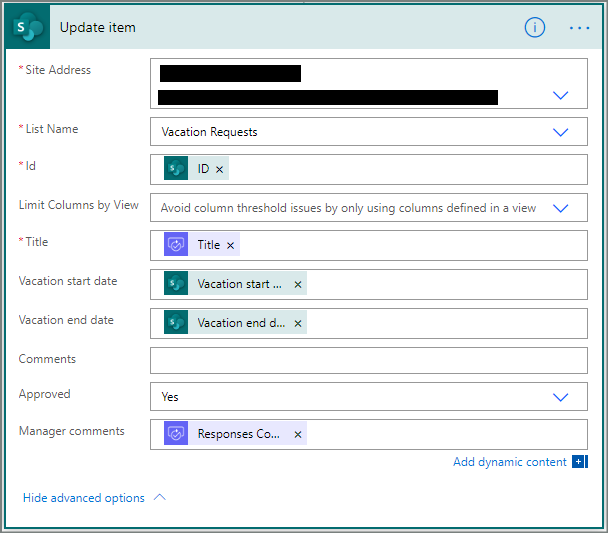 Update item
* Site Address
* List Name
Vacation Requests
* Id
ID ×
Limit Columns by View
Avoid column threshold issues by only using columns defined in a view
* Title
Title ×
Vacation start date
Vacation start ... ×
Vacation end date
Vacation end d... ×
Comments
Approved
Yes
Manager comments
Responses Co... ×
Add dynamic content
Hide advanced options